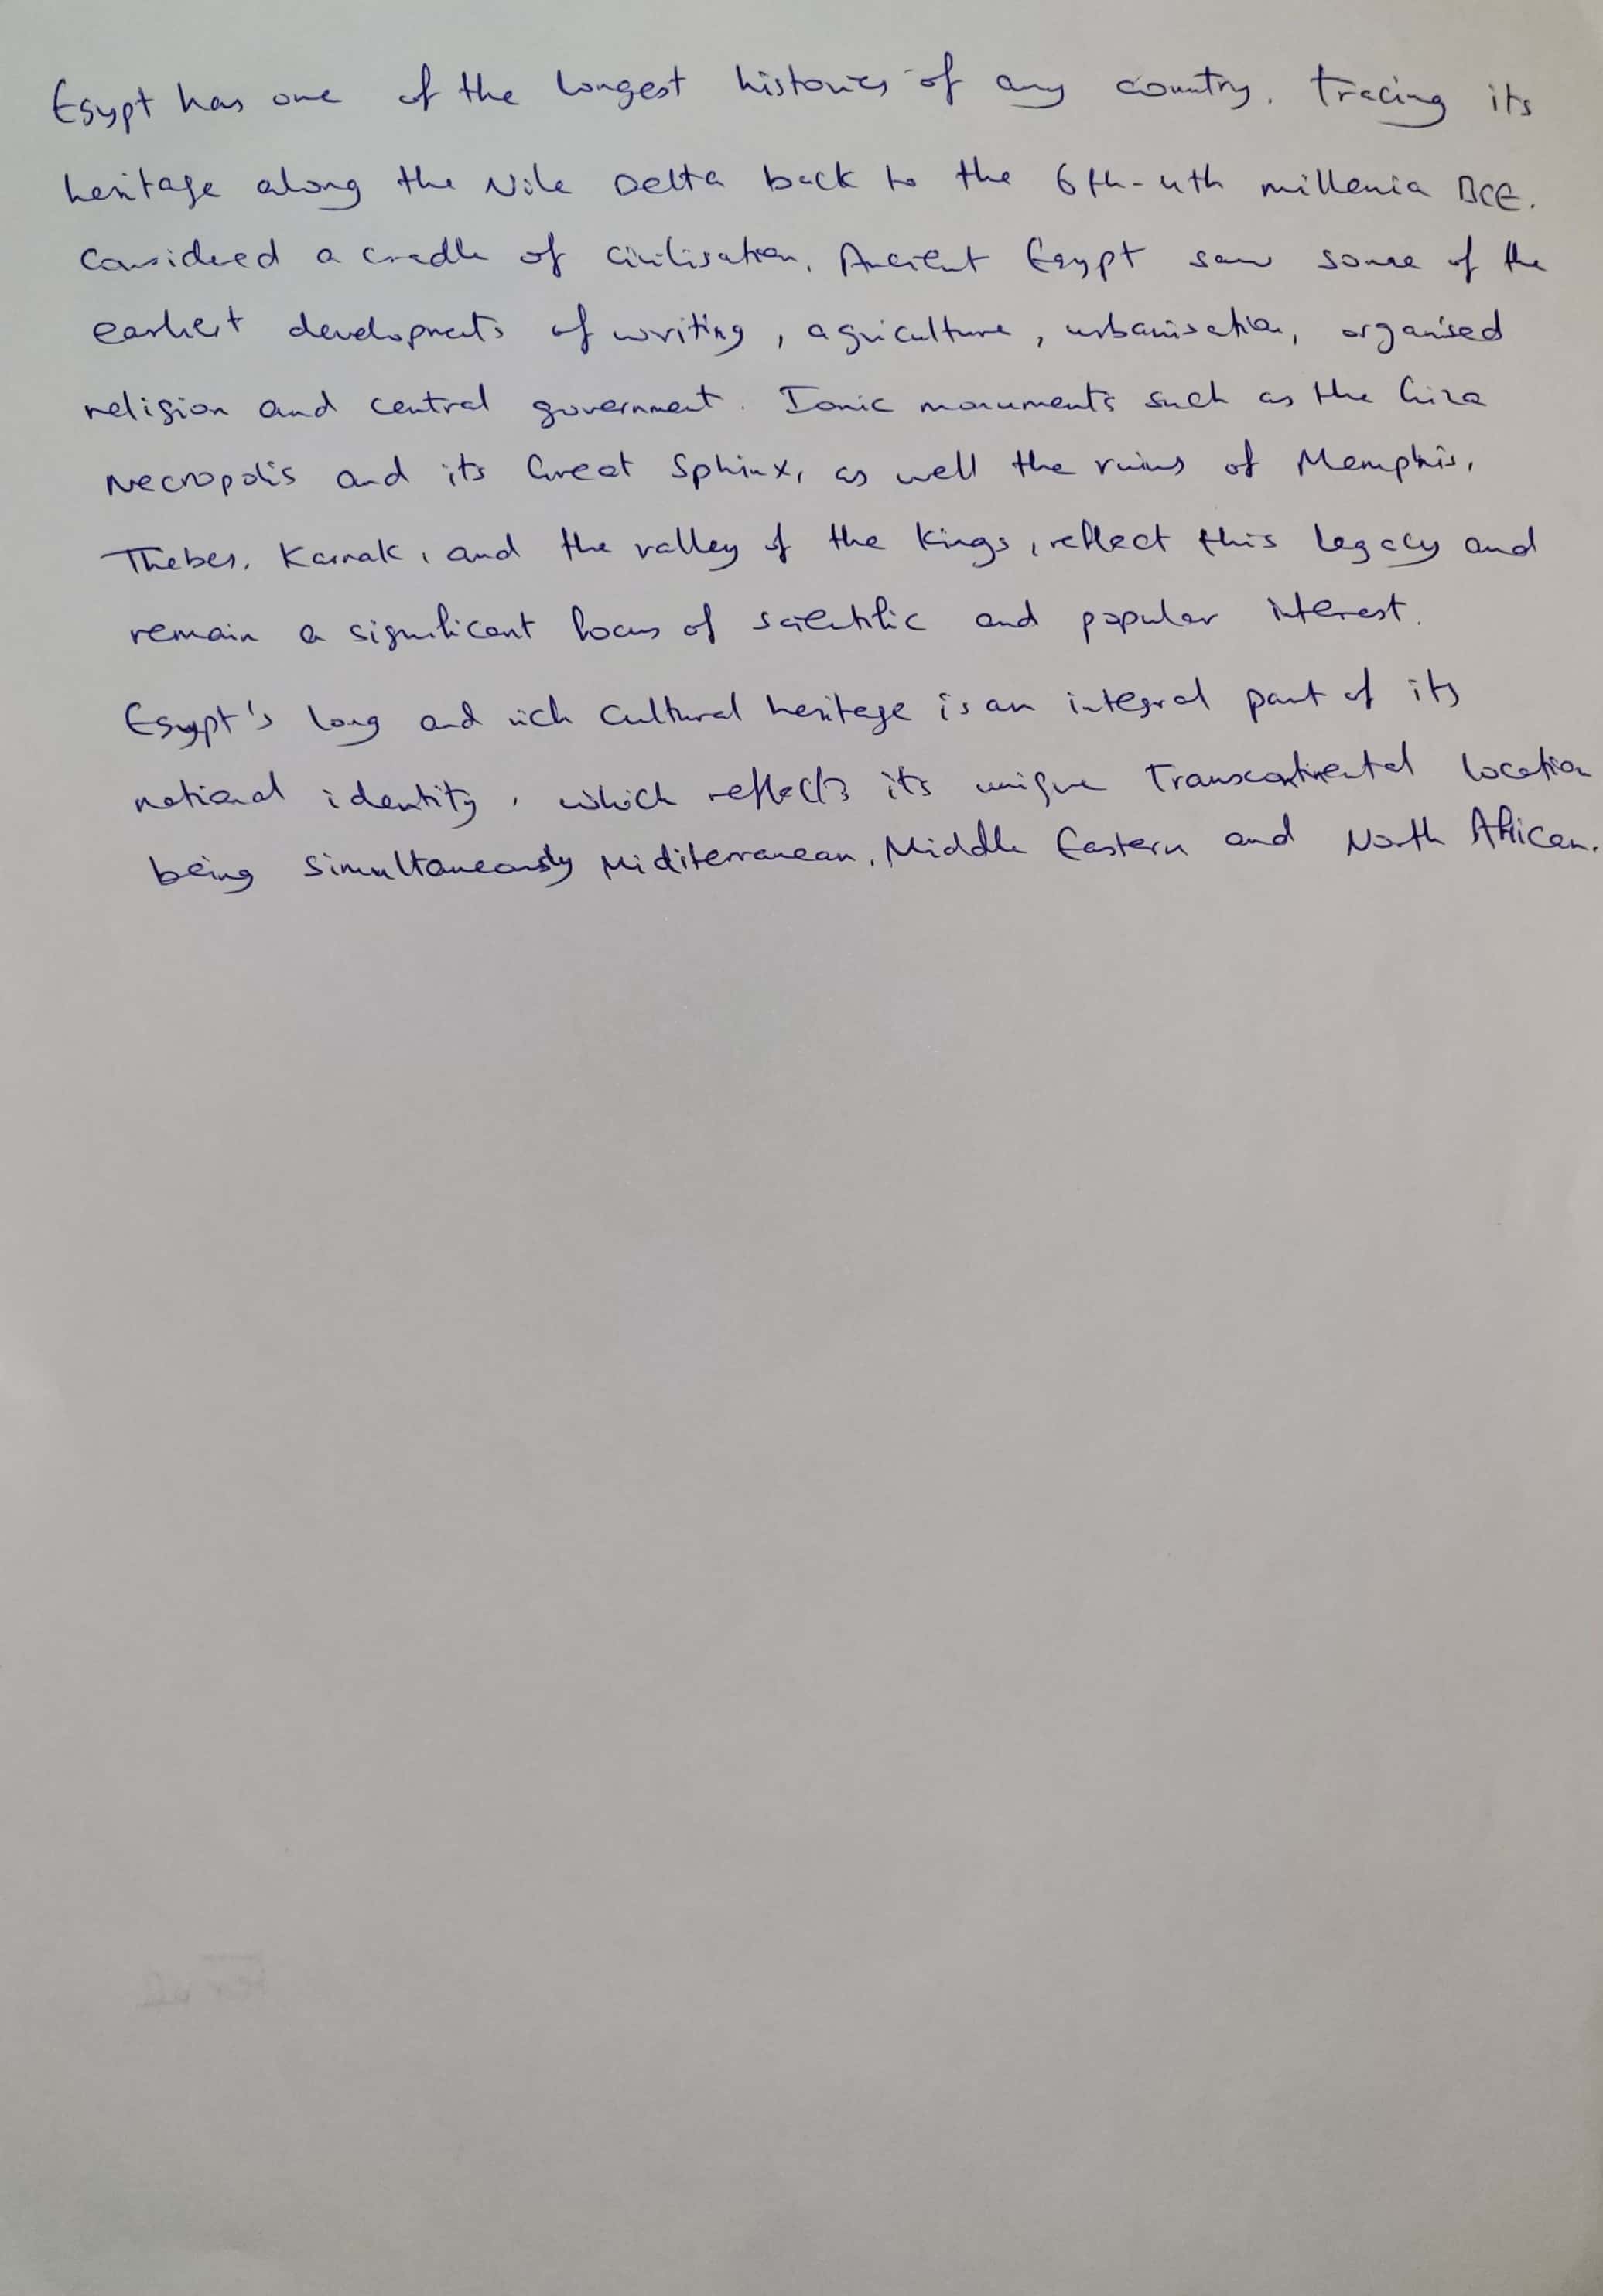 Egypt has one of the longest histories of any country, tracing its
heritage along the Nile Delta back to the 6th-4th millenia BCE.
Considered a cradle of civilisation, Ancient Egypt saw some of the
earliest developments of writing, agriculture, urbanisation, organised
religion and central government. Iconic monuments such as the Giza
Necropolis and its Great Sphinx, as well the ruins of Memphis,
Thebes, Karnak, and the valley of the Kings, reflect this legacy and
remain a significant focus of scientific and popular interest.
Egypt's long and rich cultural heritage is an integral part of its
national identity, which reflects its unique transcontinental location
being simultaneously Miditerranean, Middle Eastern and North African.